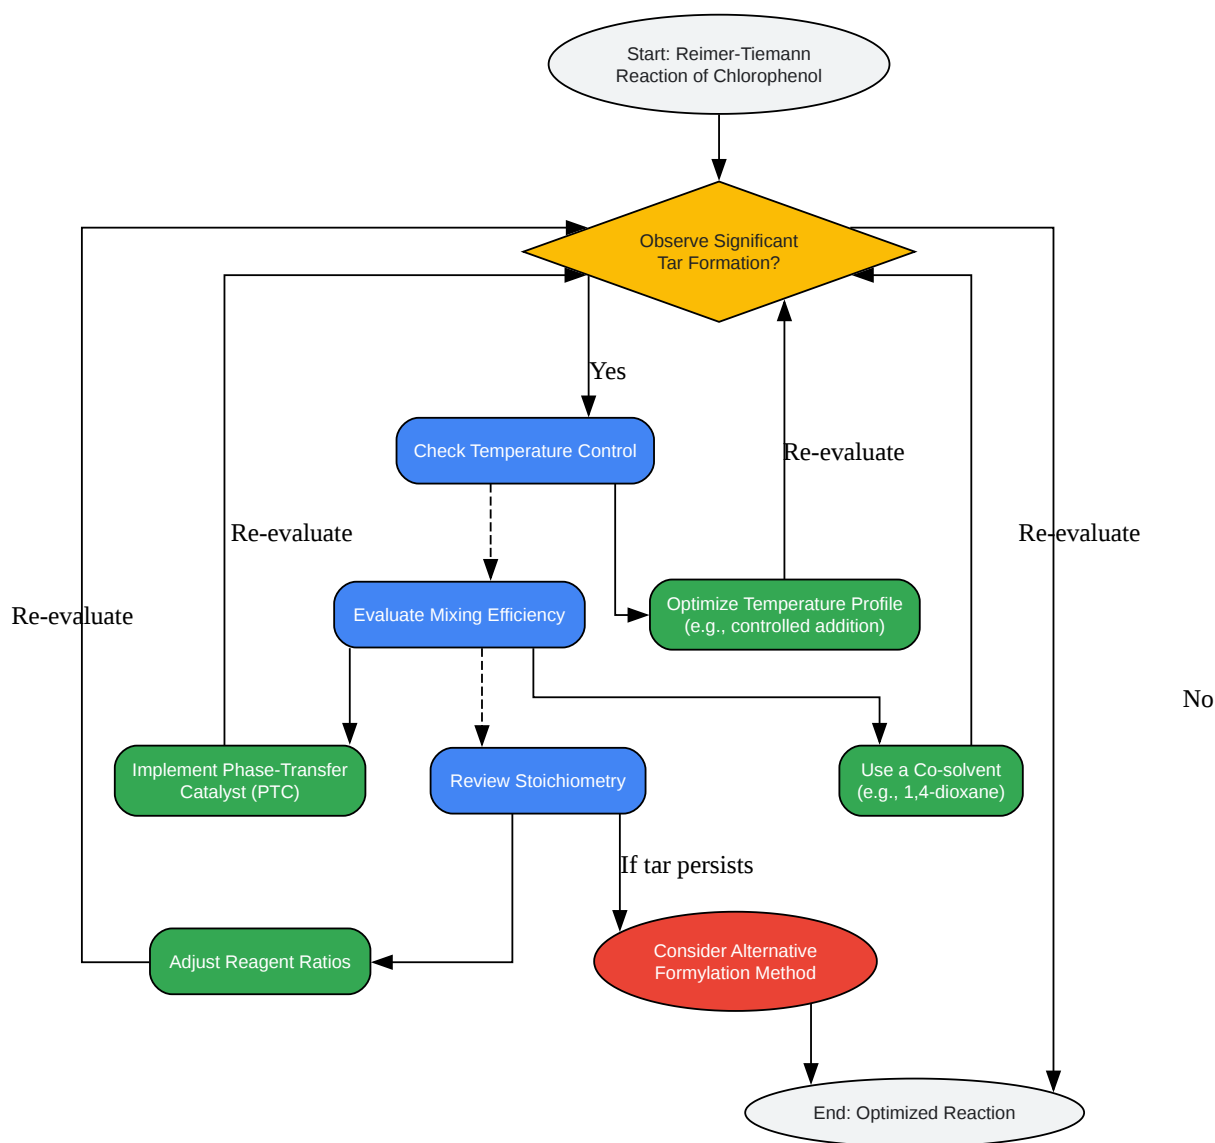 Start: Reimer-Tiemann
Reaction of Chlorophenol
Observe Significant
Tar Formation?
Yes
Check Temperature Control
Re-evaluate
Re-evaluate
Re-evaluate
Evaluate Mixing Efficiency
Optimize Temperature Profile
(e.g., controlled addition)
Re-evaluate
No
Implement Phase-Transfer
Catalyst (PTC)
Review Stoichiometry
Use a Co-solvent
(e.g., 1,4-dioxane)
If tar persists
Adjust Reagent Ratios
Consider Alternative
Formylation Method
End: Optimized Reaction